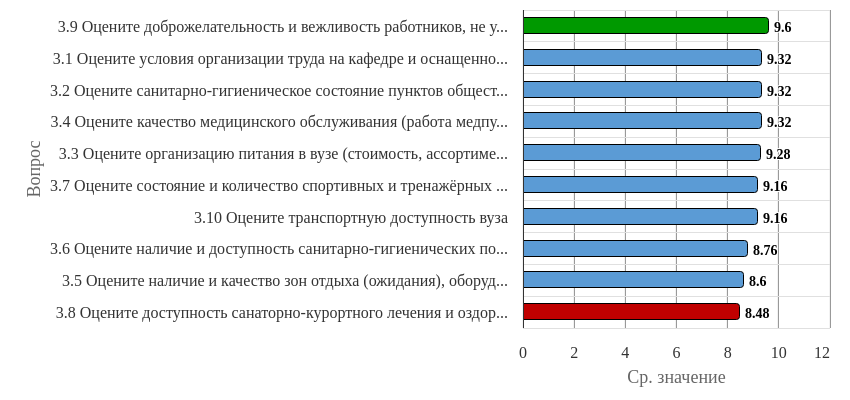 3.9 Оцените доброжелательность и вежливость работников, не у... 9.6
3.1 Оцените условия организации труда на кафедре и оснащенно... 9.32
3.2 Оцените санитарно-гигиеническое состояние пунктов общест... 9.32
3.4 Оцените качество медицинского обслуживания (работа медпу... 9.32
3.3 Оцените организацию питания в вузе (стоимость, ассортиме... 9.28
3.7 Оцените состояние и количество спортивных и тренажёрных ... 9.16
3.10 Оцените транспортную доступность вуза 9.16
3.6 Оцените наличие и доступность санитарно-гигиенических по... 8.76
3.5 Оцените наличие и качество зон отдыха (ожидания), оборуд... 8.6
3.8 Оцените доступность санаторно-курортного лечения и оздор... 8.48
Вопрос
0 2 4 6 8 10 12
Ср. значение